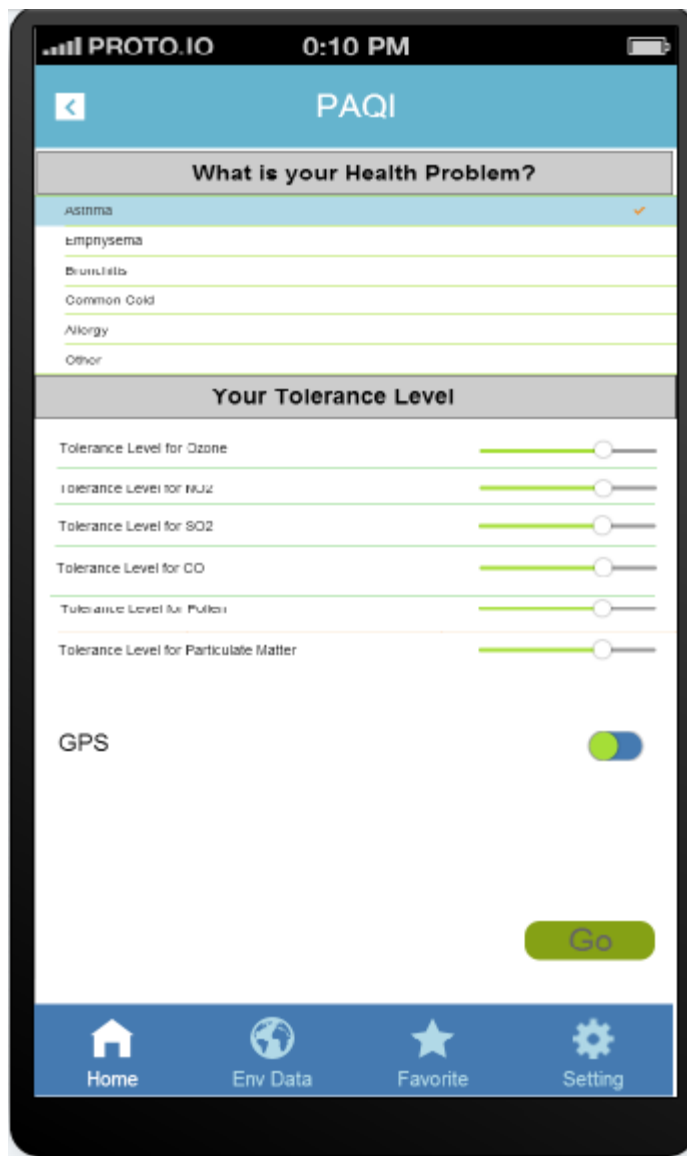 PROTO.IO 0:10 PM
PAQI
What is your Health Problem?
Asthma
Emphysema
Bronchitis
Common Cold
Allergy
Other
Your Tolerance Level
Tolerance Level for Ozone
Tolerance Level for NO2
Tolerance Level for SO2
Tolerance Level for CO
Tolerance Level for Pollen
Tolerance Level for Particulate Matter
GPS
Go
Home Env Data Favorite Setting